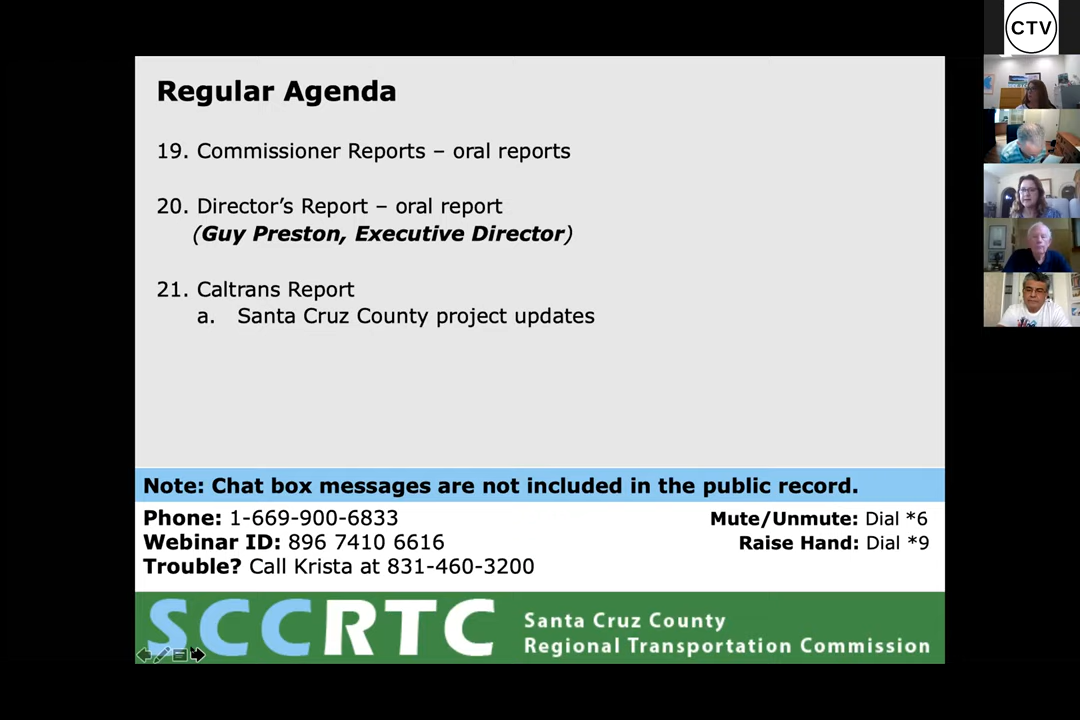 CTV
Regular Agenda
19. Commissioner Reports – oral reports
20. Director's Report – oral report
(Guy Preston, Executive Director)
21. Caltrans Report
a. Santa Cruz County project updates
Note: Chat box messages are not included in the public record.
Phone: 1-669-900-6833
Mute/Unmute: Dial *6
Webinar ID: 896 7410 6616
Raise Hand: Dial *9
Trouble? Call Krista at 831-460-3200
SCCRTC
Santa Cruz County
Regional Transportation Commission